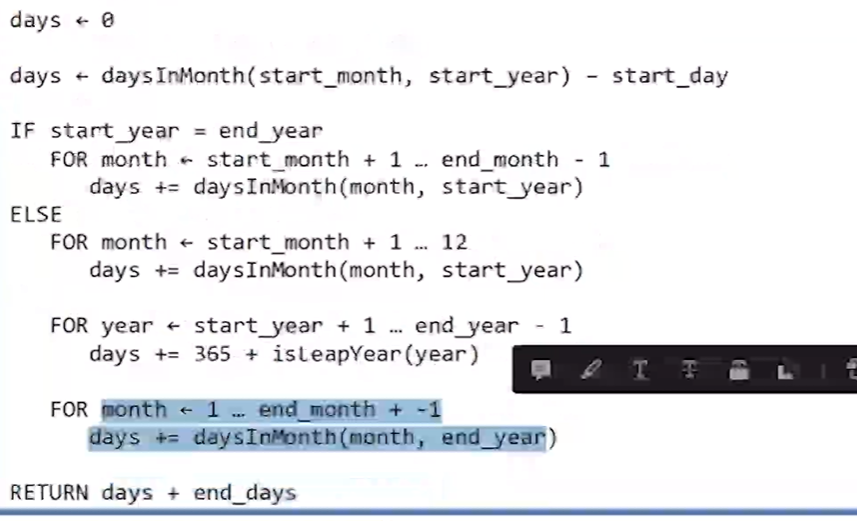 days ← 0
days ← daysInMonth(start_month, start_year) – start_day
IF start_year = end_year
FOR month ← start_month + 1 … end_month - 1
days += daysInMonth(month, start_year)
ELSE
FOR month ← start_month + 1 … 12
days += daysInMonth(month, start_year)
FOR year ← start_year + 1 … end_year - 1
days += 365 + isLeapYear(year)
FOR month ← 1 … end_month + -1
days += daysInMonth(month, end_year)
RETURN days + end_days